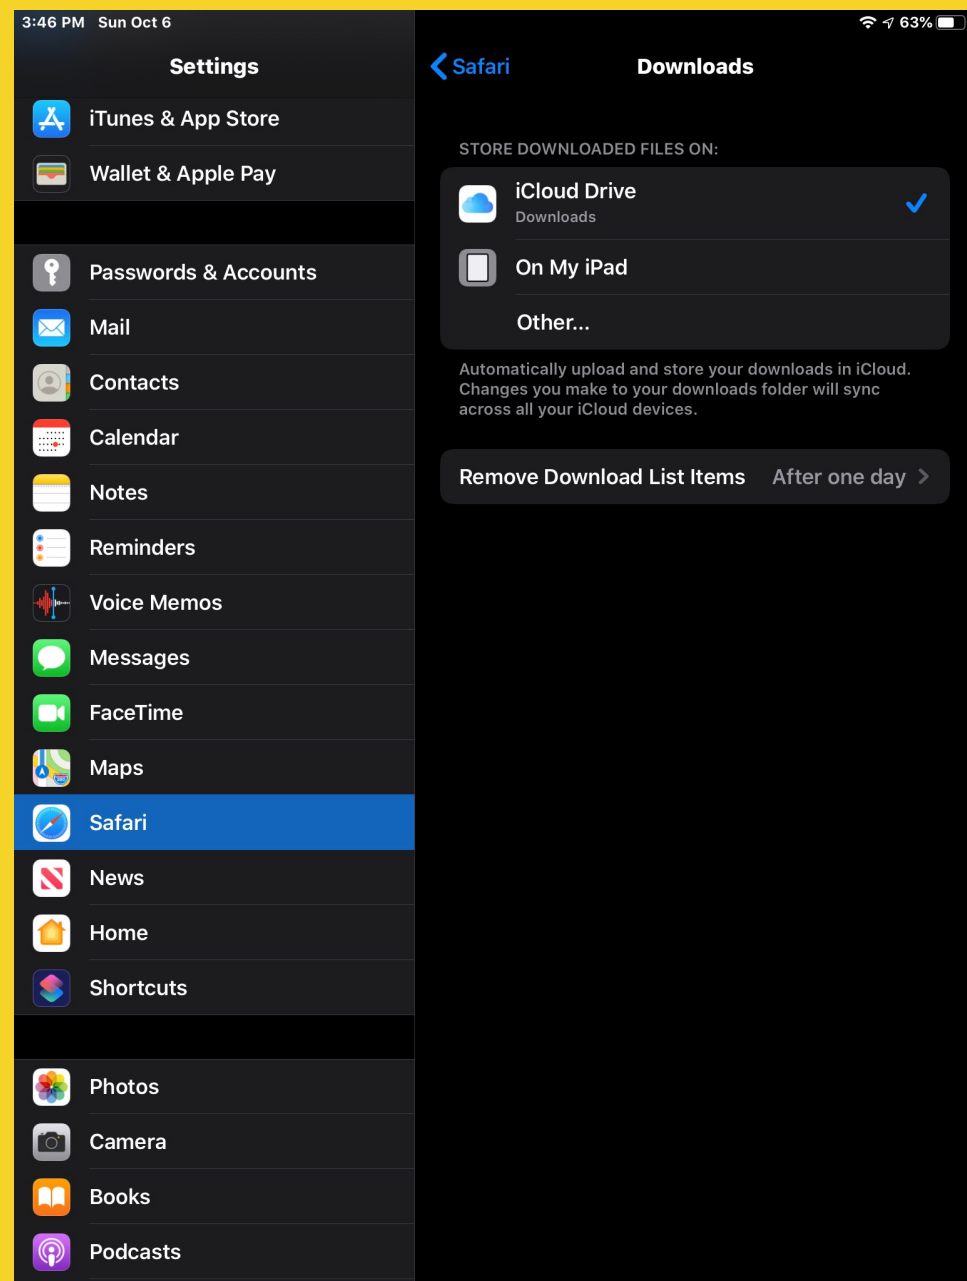 3:46 PM Sun Oct 6
63%
Settings
iTunes & App Store
Wallet & Apple Pay
Passwords & Accounts
Mail
Contacts
Calendar
Notes
Reminders
Voice Memos
Messages
FaceTime
Maps
Safari
News
Home
Shortcuts
Photos
Camera
Books
Podcasts
Safari
Downloads
STORE DOWNLOADED FILES ON:
iCloud Drive
Downloads
On My iPad
Other...
Automatically upload and store your downloads in iCloud.
Changes you make to your downloads folder will sync
across all your iCloud devices.
Remove Download List Items After one day